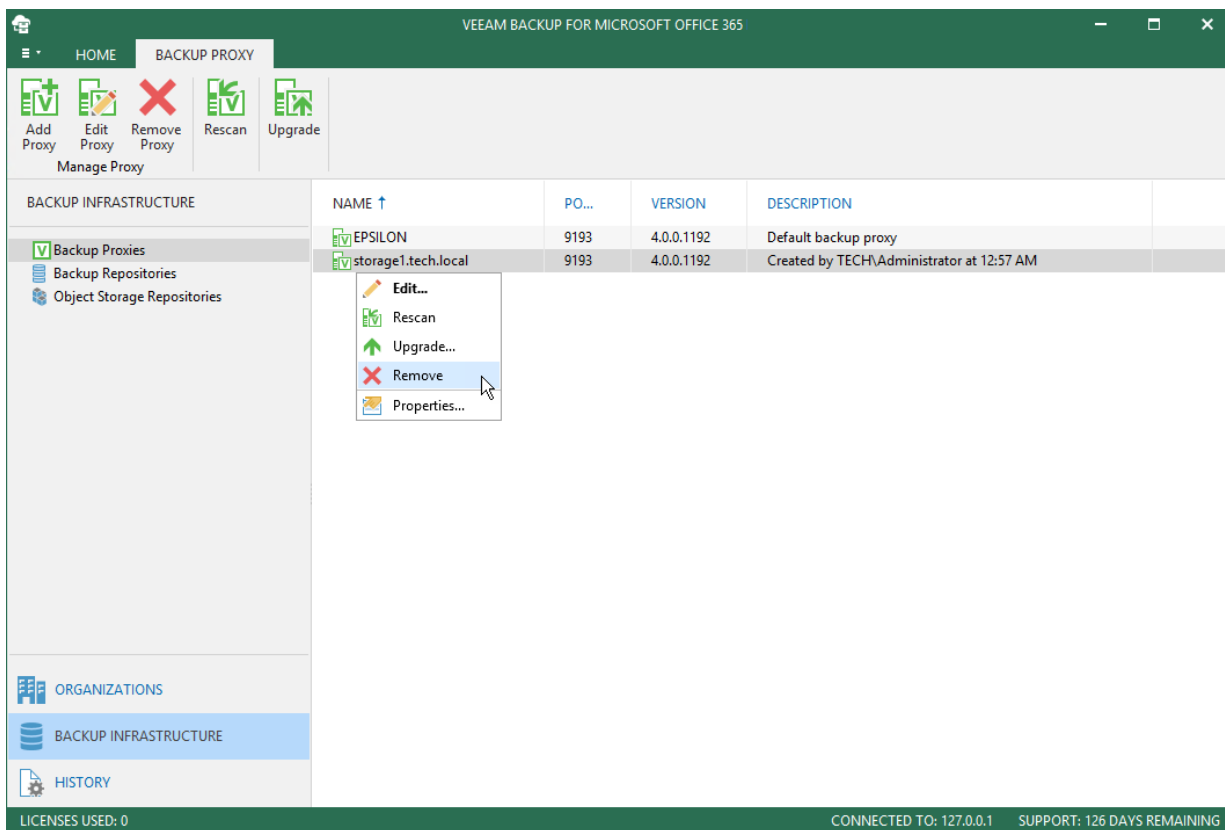 VEEAM BACKUP FOR MICROSOFT OFFICE 365
HOME BACKUP PROXY
Add Proxy
Edit Proxy
Remove Proxy
Rescan
Upgrade
Manage Proxy
BACKUP INFRASTRUCTURE
Backup Proxies
Backup Repositories
Object Storage Repositories
NAME PO... VERSION DESCRIPTION
EPSILON 9193 4.0.0.1192 Default backup proxy
storage1.tech.local 9193 4.0.0.1192 Created by TECH\Administrator at 12:57 AM
Edit...
Rescan
Upgrade...
Remove
Properties...
ORGANIZATIONS
BACKUP INFRASTRUCTURE
HISTORY
LICENSES USED: 0 CONNECTED TO: 127.0.0.1 SUPPORT: 126 DAYS REMAINING